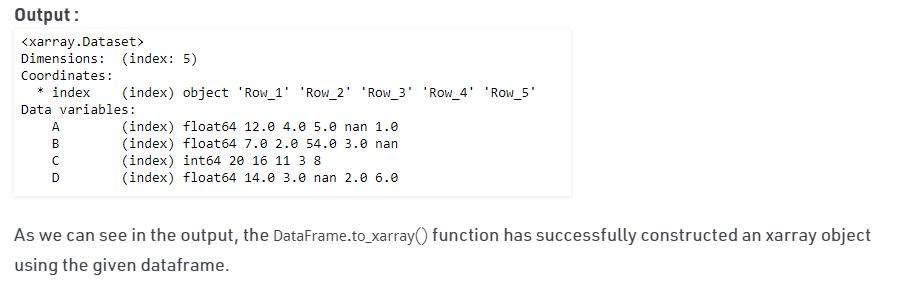 Output :
<xarray.Dataset>
Dimensions:  (index: 5)
Coordinates:
  * index    (index) object 'Row_1' 'Row_2' 'Row_3' 'Row_4' 'Row_5'
Data variables:
    A        (index) float64 12.0 4.0 5.0 nan 1.0
    B        (index) float64 7.0 2.0 54.0 3.0 nan
    C        (index) int64 20 16 11 3 8
    D        (index) float64 14.0 3.0 nan 2.0 6.0
As we can see in the output, the DataFrame.to_xarray() function has successfully constructed an xarray object
using the given dataframe.